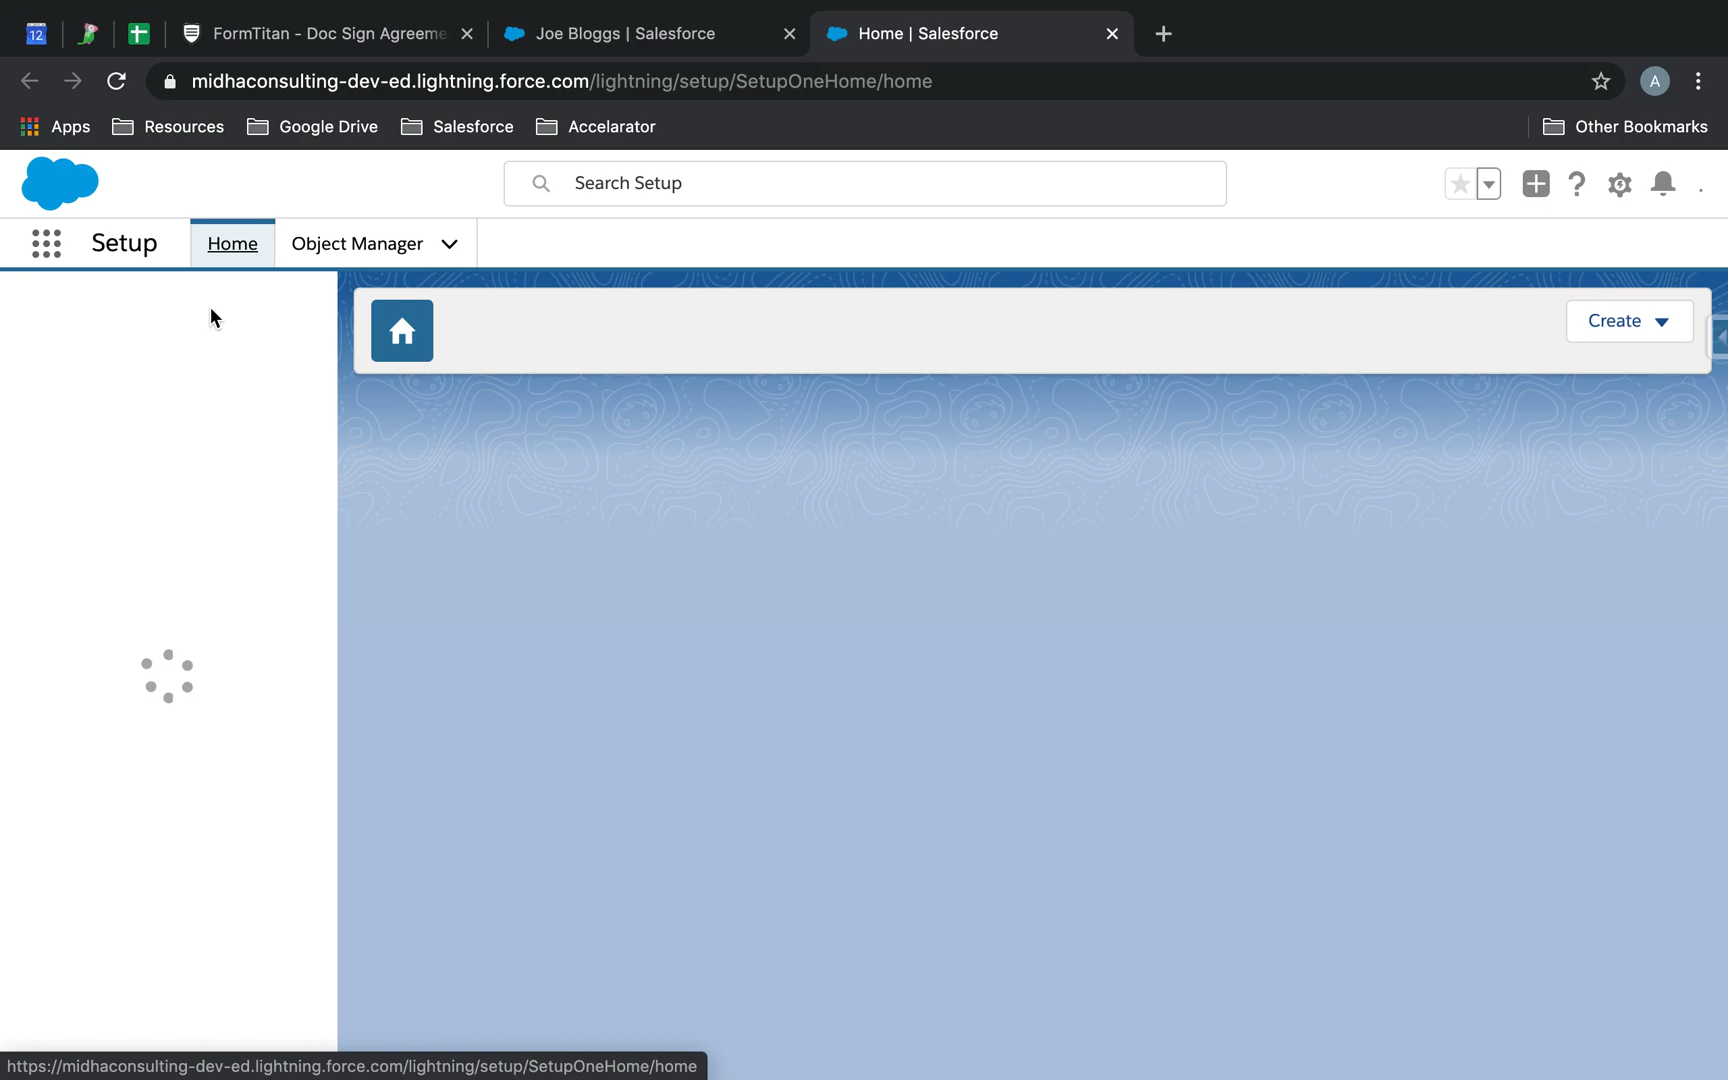 12
FormTitan - Doc Sign Agreeme
Joe Bloggs | Salesforce
Home | Salesforce
midhaconsulting-dev-ed.lightning.force.com/lightning/setup/SetupOneHome/home
A
Apps
Resources
Google Drive
Salesforce
Accelarator
Other Bookmarks
Search Setup
Setup
Home
Object Manager
Create
https://midhaconsulting-dev-ed.lightning.force.com/lightning/setup/SetupOneHome/home